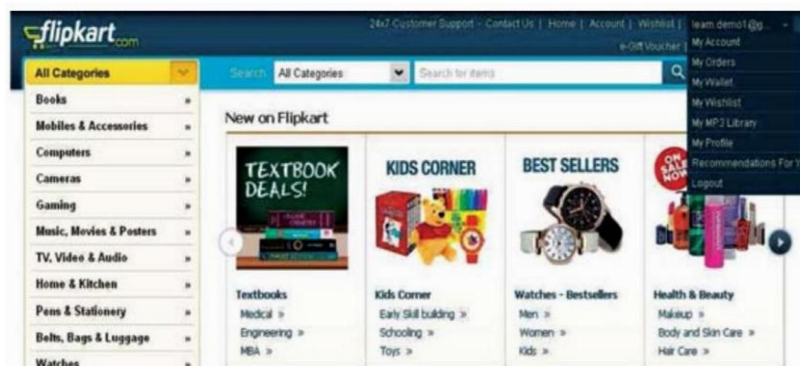 flipkart.com
24x7 Customer Support - Contact Us | Home | Account | Wishlist | team.demo1@g...
e-Gift Voucher |
My Account
My Orders
My Wallet
My Wishlist
My MP3 Library
My Profile
Recommendations For Y
Logout
All Categories
Search All Categories Search for items
Books »
Mobiles & Accessories »
Computers »
Cameras »
Gaming »
Music, Movies & Posters »
TV, Video & Audio »
Home & Kitchen »
Pens & Stationery »
Belts, Bags & Luggage »
Watches
New on Flipkart
TEXTBOOK
DEALS!
Textbooks
Medical »
Engineering »
MBA »
KIDS CORNER
Kids Corner
Early Skill building »
Schooling »
Toys »
BEST SELLERS
Watches - Bestsellers
Men »
Women »
Kids »
ON
SALE
NOW
Health & Beauty
Makeup »
Body and Skin Care »
Hair Care »